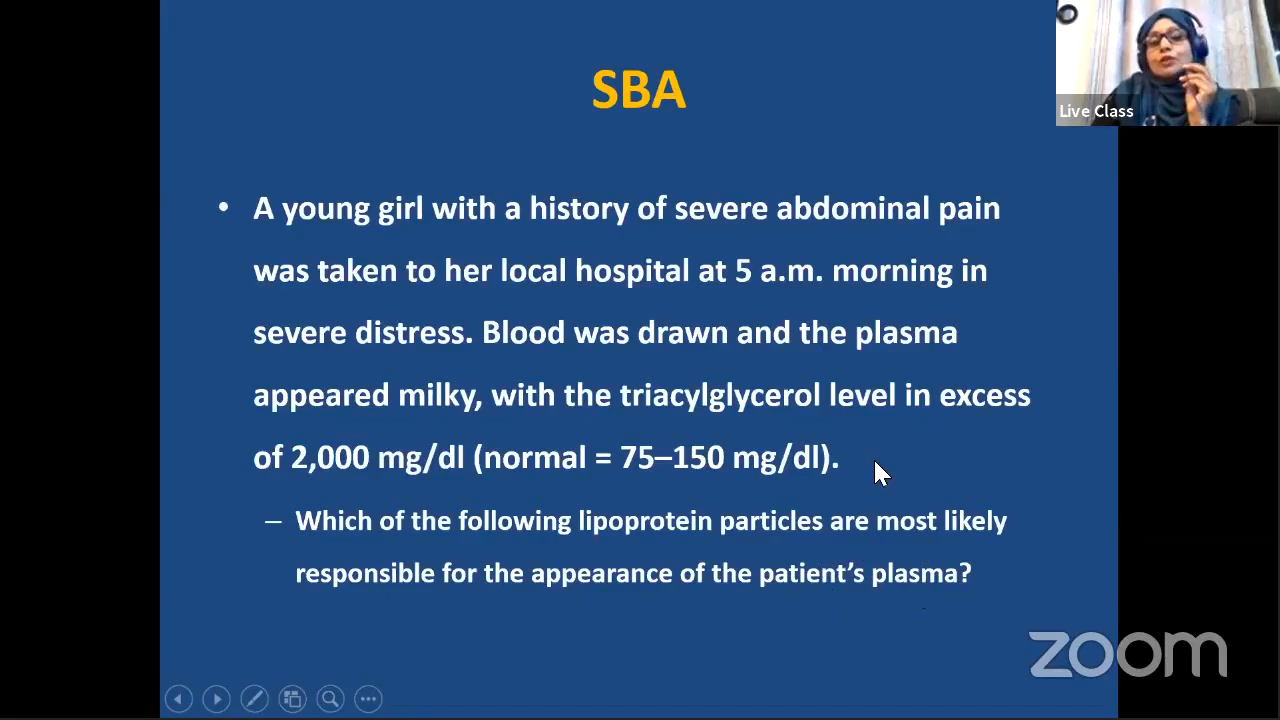 SBA
Live Class
• A young girl with a history of severe abdominal pain
was taken to her local hospital at 5 a.m. morning in
severe distress. Blood was drawn and the plasma
appeared milky, with the triacylglycerol level in excess
of 2,000 mg/dl (normal = 75–150 mg/dl).
– Which of the following lipoprotein particles are most likely
responsible for the appearance of the patient’s plasma?
zoom